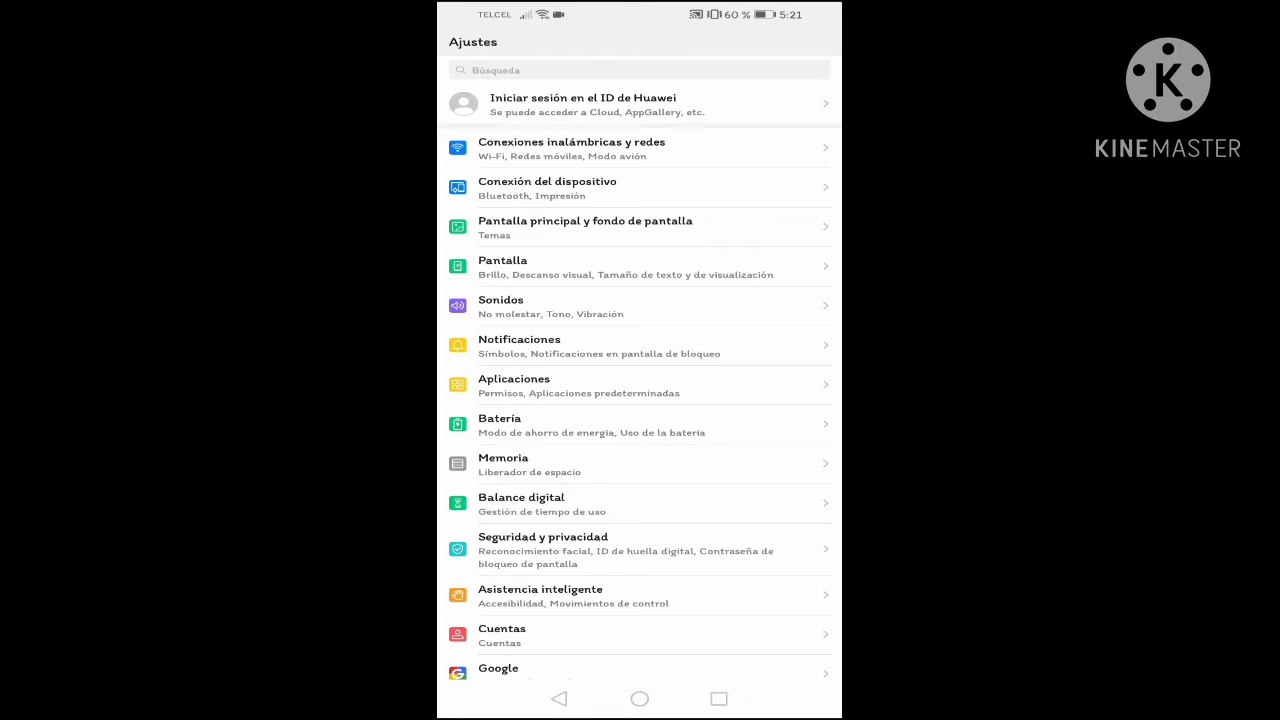 TELCEL 60 % 5:21
Ajustes
Búsqueda
Iniciar sesión en el ID de Huawei
Se puede acceder a Cloud, AppGallery, etc.
Conexiones inalámbricas y redes
Wi-Fi, Redes móviles, Modo avión
Conexión del dispositivo
Bluetooth, Impresión
Pantalla principal y fondo de pantalla
Temas
Pantalla
Brillo, Descanso visual, Tamaño de texto y de visualización
Sonidos
No molestar, Tono, Vibración
Notificaciones
Símbolos, Notificaciones en pantalla de bloqueo
Aplicaciones
Permisos, Aplicaciones predeterminadas
Batería
Modo de ahorro de energía, Uso de la batería
Memoria
Liberador de espacio
Balance digital
Gestión de tiempo de uso
Seguridad y privacidad
Reconocimiento facial, ID de huella digital, Contraseña de
bloqueo de pantalla
Asistencia inteligente
Accesibilidad, Movimientos de control
Cuentas
Cuentas
Google
K
KINEMASTER